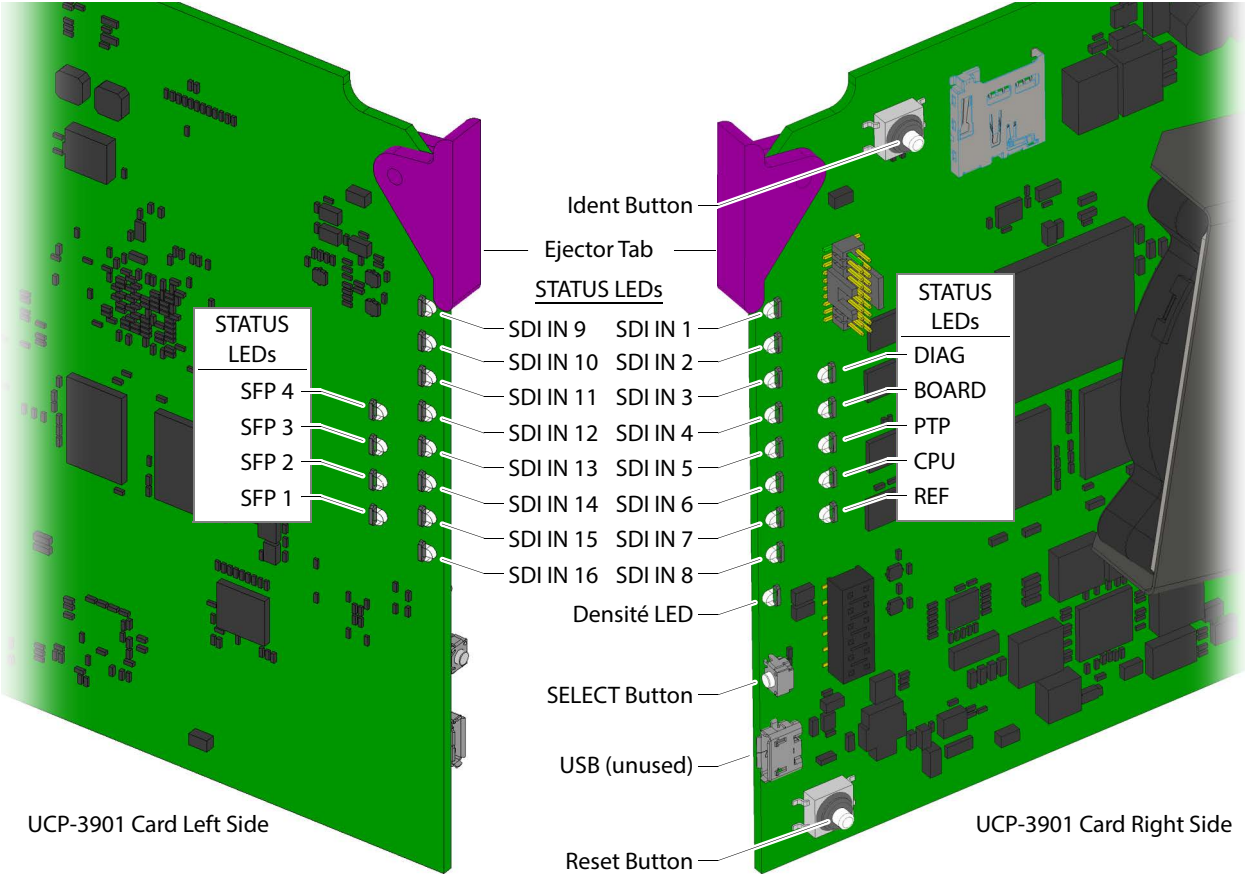 Ident Button
Ejector Tab
STATUS LEDs
SDI IN 9 SDI IN 1
SDI IN 10 SDI IN 2
SDI IN 11 SDI IN 3
SDI IN 12 SDI IN 4
SDI IN 13 SDI IN 5
SDI IN 14 SDI IN 6
SDI IN 15 SDI IN 7
SDI IN 16 SDI IN 8
Densité LED
SELECT Button
USB (unused)
Reset Button
STATUS
LEDs
SFP 4
SFP 3
SFP 2
SFP 1
STATUS
LEDs
DIAG
BOARD
PTP
CPU
REF
UCP-3901 Card Left Side
UCP-3901 Card Right Side